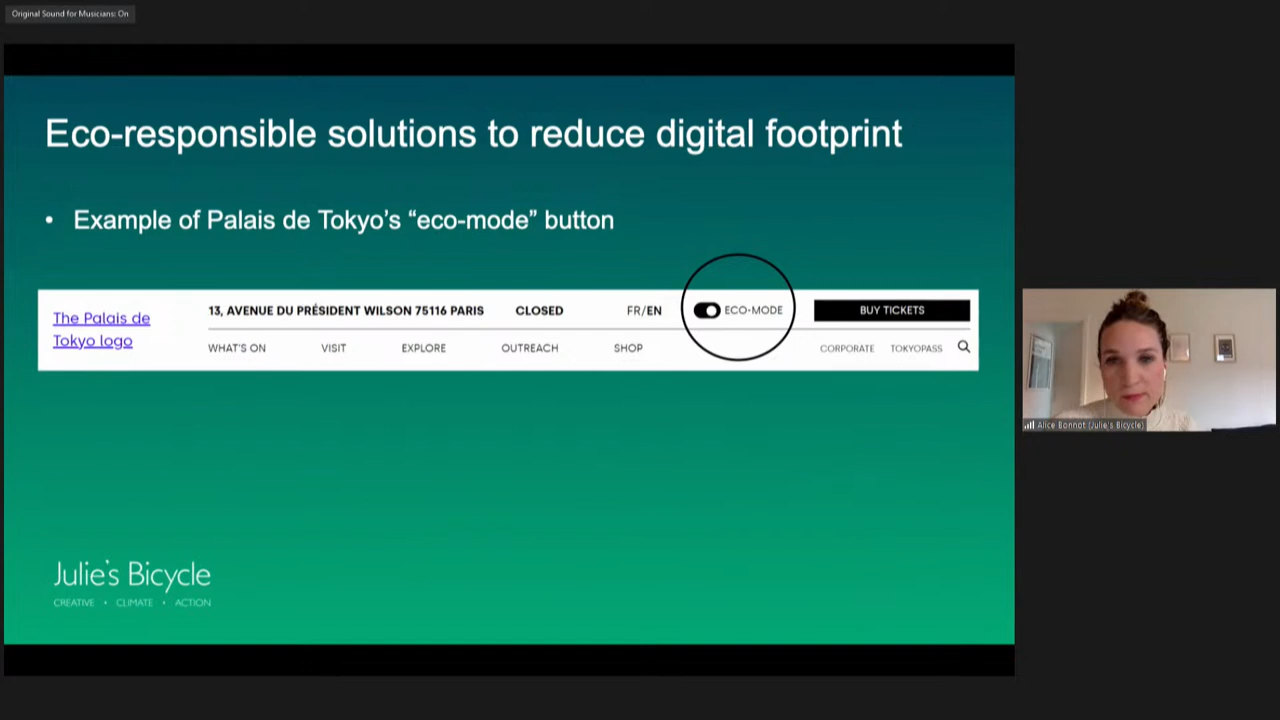 Original Sound for Musicians: On
Eco-responsible solutions to reduce digital footprint
• Example of Palais de Tokyo’s “eco-mode” button
The Palais de
Tokyo logo
13, AVENUE DU PRÉSIDENT WILSON 75116 PARIS CLOSED FR/EN ECO-MODE BUY TICKETS
WHAT'S ON VISIT EXPLORE OUTREACH SHOP CORPORATE TOKYOPASS
Alice Bonnot (Julie's Bicycle)
Julie's Bicycle
CREATIVE • CLIMATE • ACTION